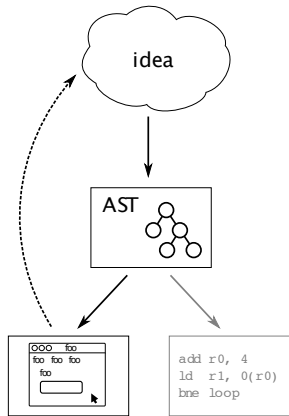 idea
AST
foo
foo foo foo
foo
add r0, 4
ld r1, 0(r0)
bne loop